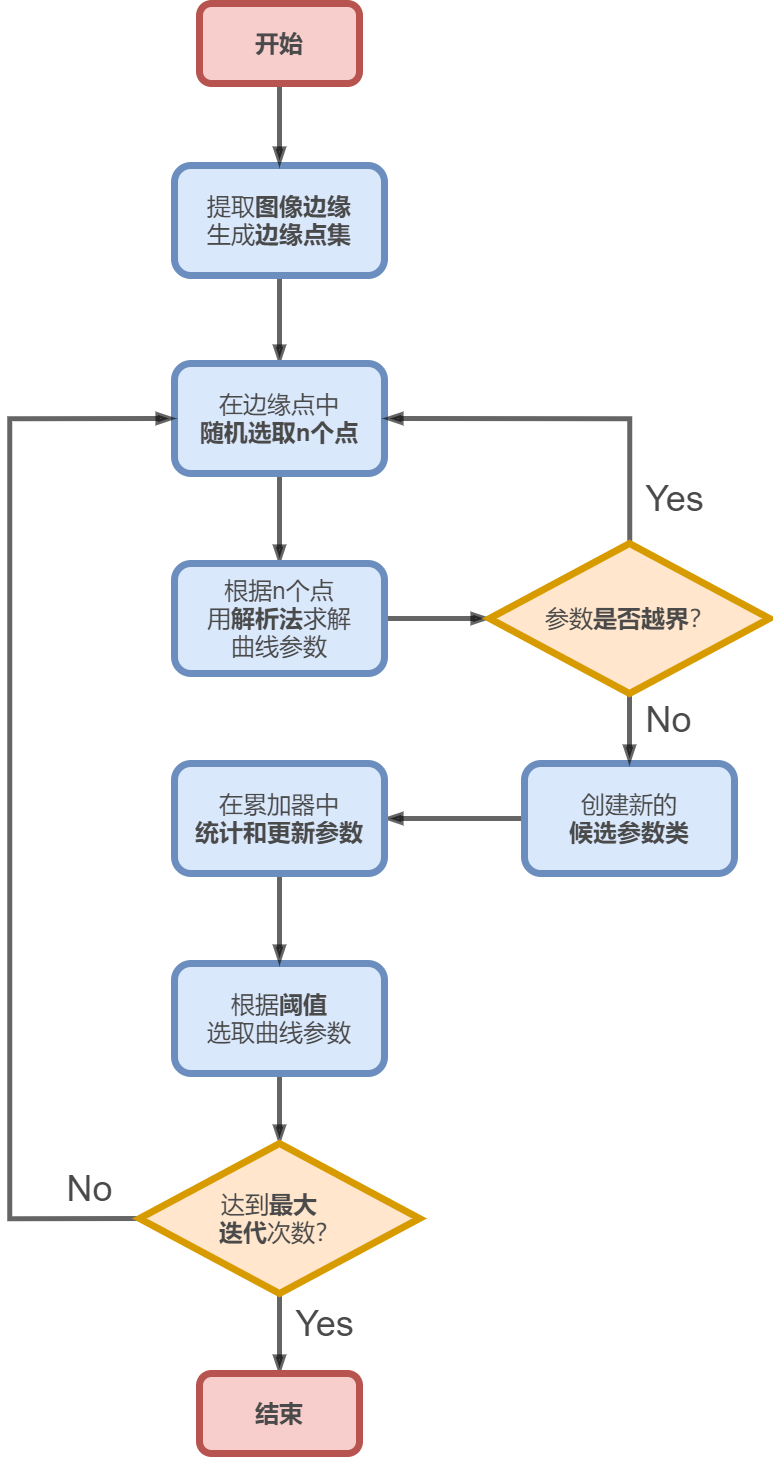 开始
提取图像边缘
生成边缘点集
在边缘点中
随机选取n个点
Yes
根据n个点
用解析法求解
曲线参数
参数是否越界?
No
在累加器中
统计和更新参数
创建新的
候选参数类
根据阈值
选取曲线参数
No
达到最大
迭代次数?
Yes
结束